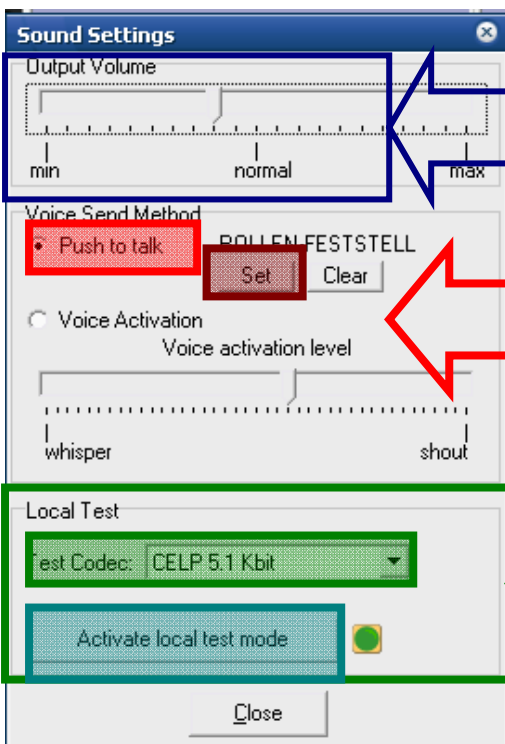 Sound Settings
Output Volume
min normal max
Voice Send Method
Push to talk ROLLEN FESTSTELL
Set Clear
Voice Activation
Voice activation level
whisper shout
Local Test
Test Codec: CELP 5.1 Kbit
Activate local test mode
Close